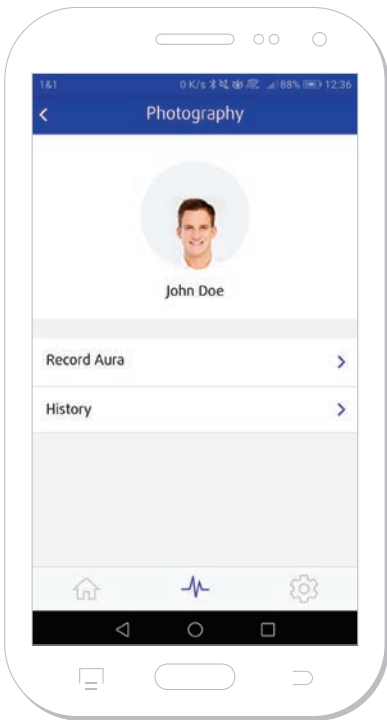 1&1 0 K/s 88% 12:36
Photography
John Doe
Record Aura
History